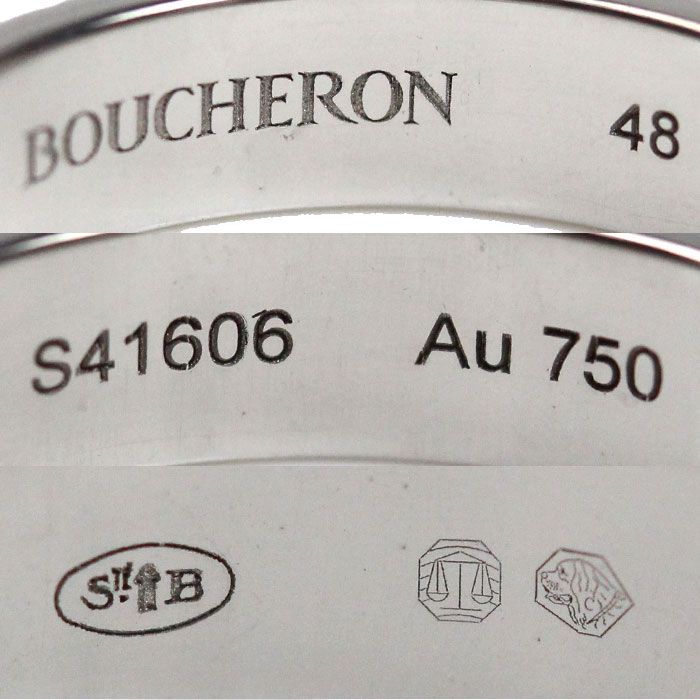 BOUCHERON 48
S41606 Au 750
Sté B
C